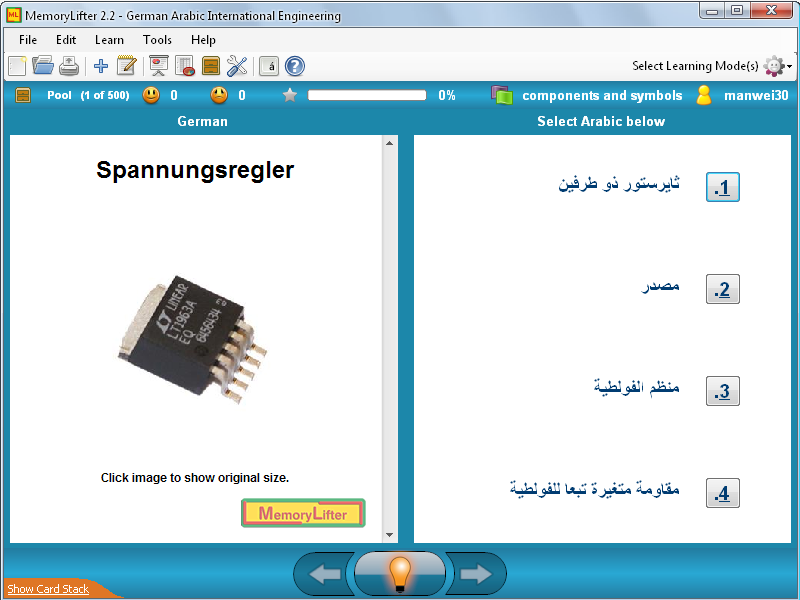 MemoryLifter 2.2 - German Arabic International Engineering
File Edit Learn Tools Help
Select Learning Mode(s)
Pool (1 of 500) 0 0 0% components and symbols manwei30
German
Select Arabic below
Spannungsregler
LINEAR
LT1963A
EQ
6456434
Click image to show original size.
MemoryLifter
ثايرستور ذو طرفين .1
مصدر .2
منظم الفولطية .3
مقاومة متغيرة تبعا للفولطية .4
Show Card Stack